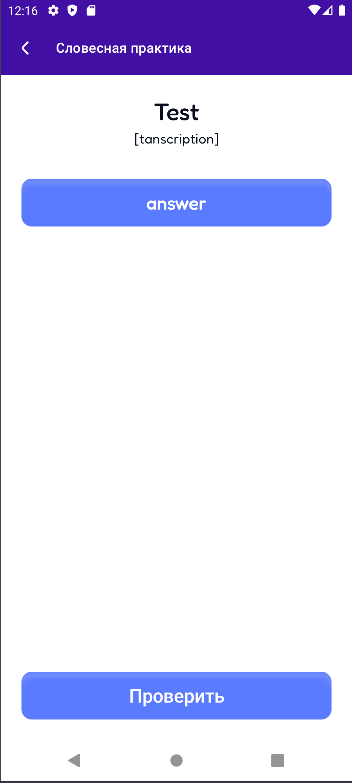 12:16
Словесная практика
Test
[tanscription]
answer
Проверить